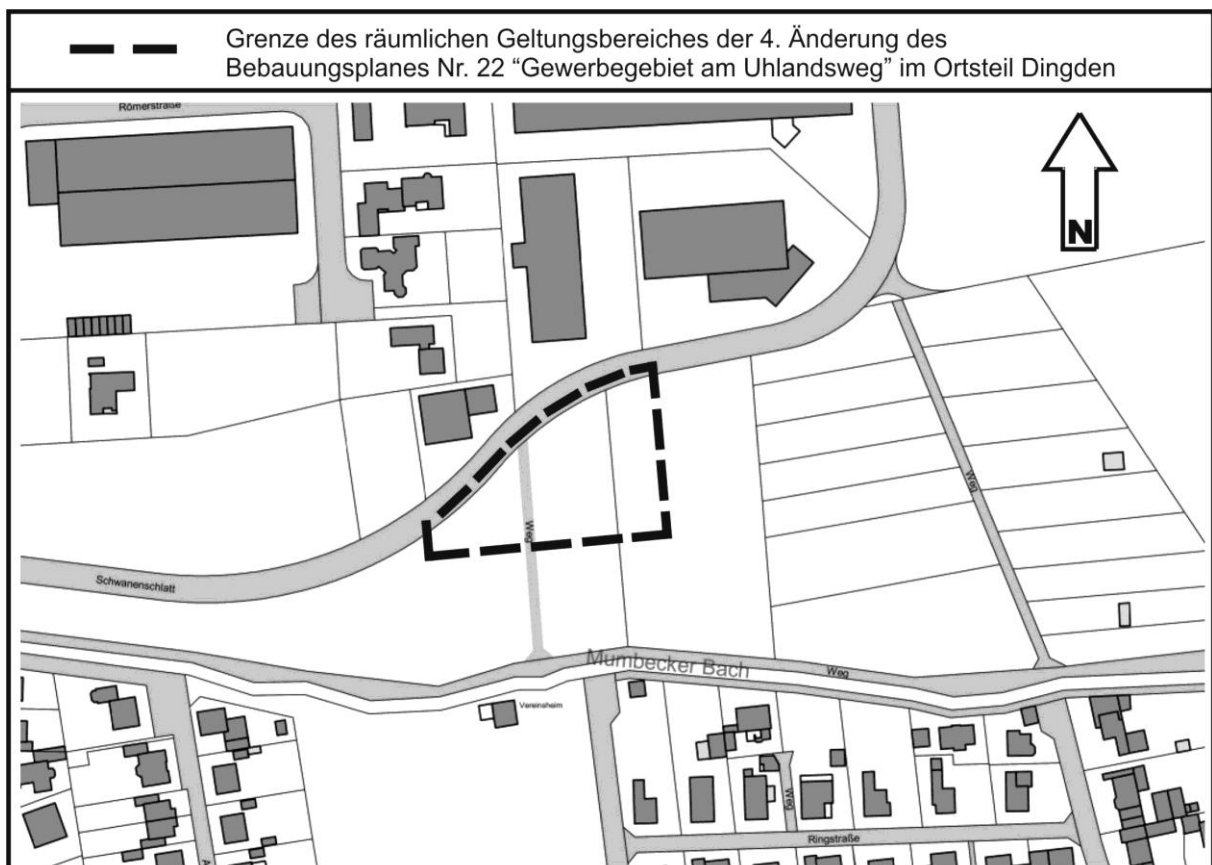 Grenze des räumlichen Geltungsbereiches der 4. Änderung des
Bebauungsplanes Nr. 22 “Gewerbegebiet am Uhlandsweg” im Ortsteil Dingden
Römerstraße
N
Weg
Weg
Schwanenschlatt
Mumbecker Bach
Weg
Vereinsheim
Weg
Ringstraße
A